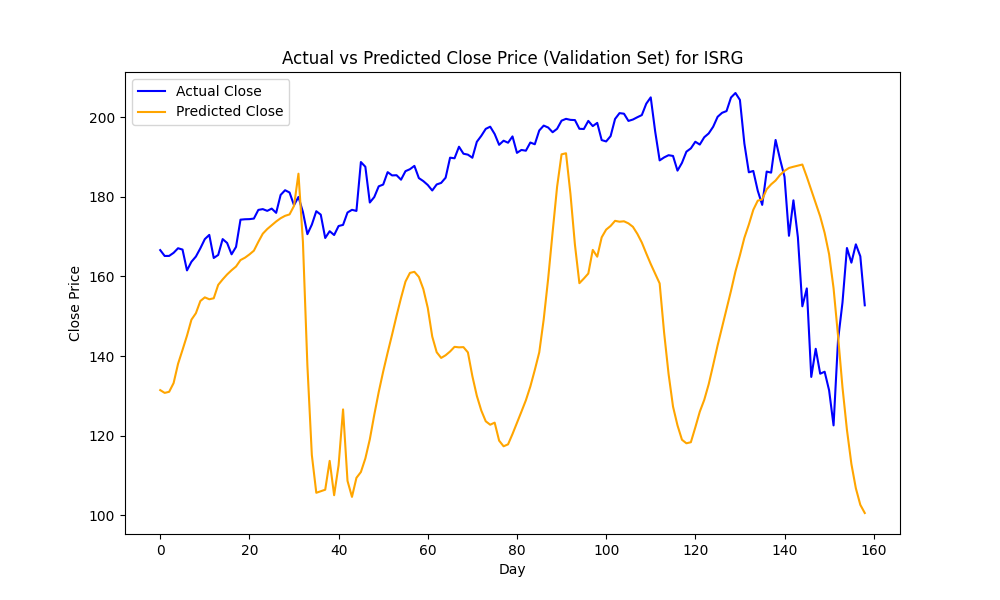 Actual vs Predicted Close Price (Validation Set) for ISRG
Actual Close
Predicted Close
Close Price
200
180
160
140
120
100
0 20 40 60 80 100 120 140 160
Day